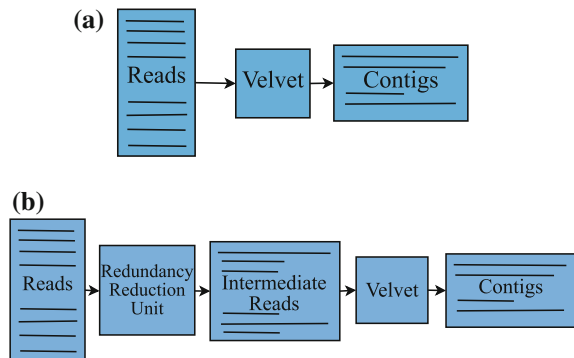 (a)
Reads
Velvet
Contigs
(b)
Reads
Redundancy
Reduction
Unit
Intermediate
Reads
Velvet
Contigs